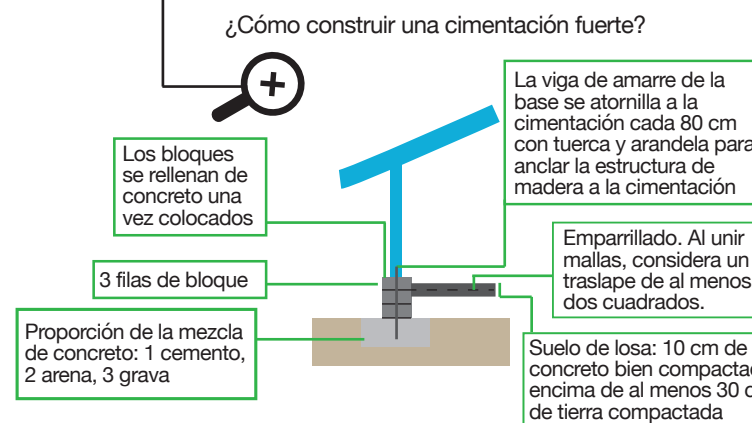 ¿Cómo construir una cimentación fuerte?
La viga de amarre de la
base se atornilla a la
cimentación cada 80 cm
con tuerca y arandela para
anclar la estructura de
madera a la cimentación
Los bloques
se rellenan de
concreto una
vez colocados
Emparrillado. Al unir
mallas, considera un
traslape de al menos
dos cuadrados.
3 filas de bloque
Proporción de la mezcla
de concreto: 1 cemento,
2 arena, 3 grava
Suelo de losa: 10 cm de
concreto bien
encima de al menos 30
de tierra compactada